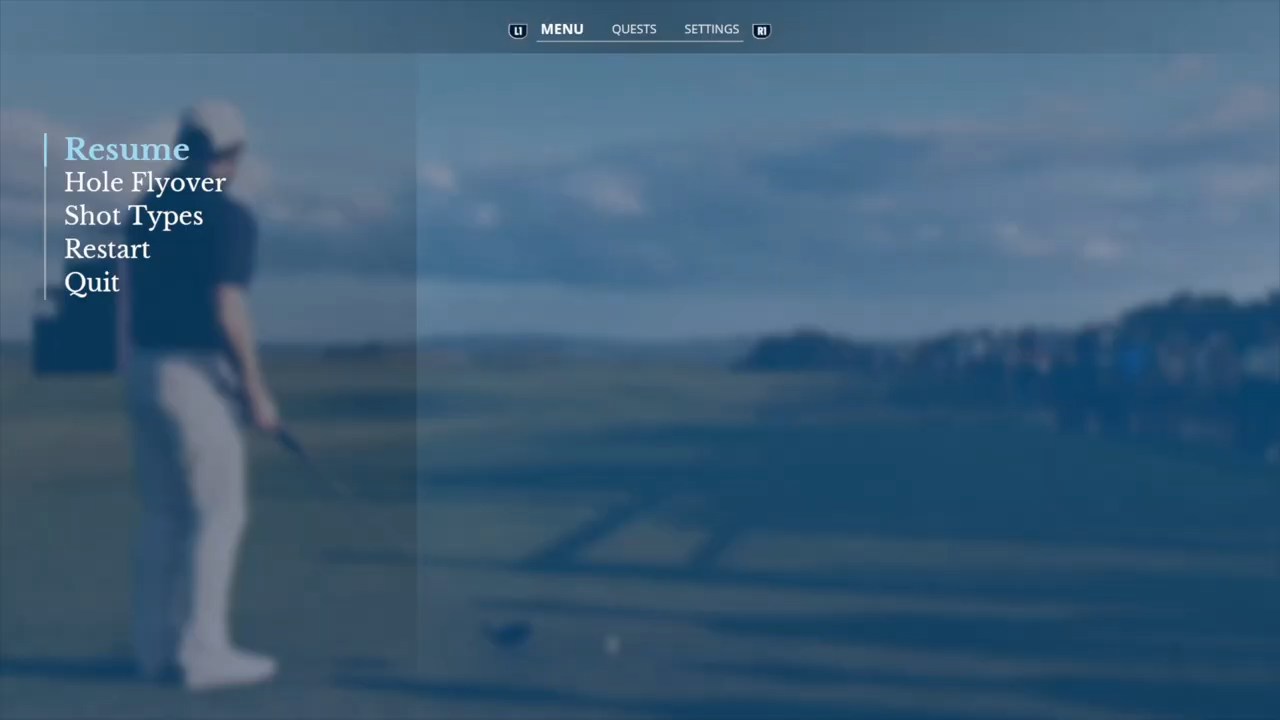 L1 MENU QUESTS SETTINGS R1
Resume
Hole Flyover
Shot Types
Restart
Quit